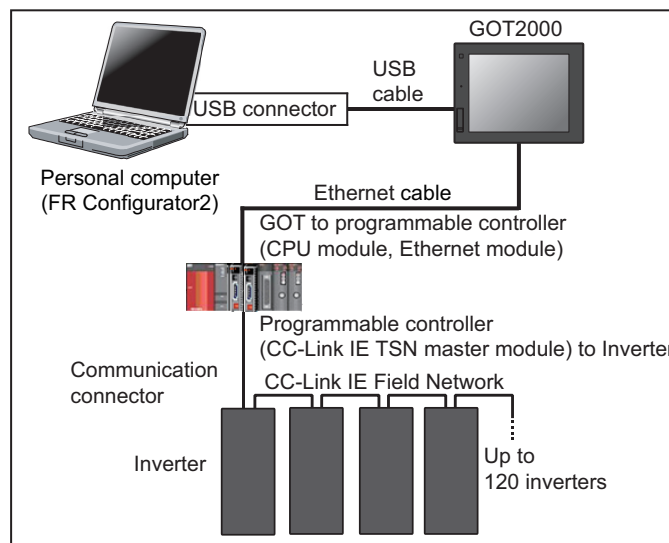 GOT2000
USB
cable
USB connector
Personal computer
(FR Configurator2)
Ethernet cable
GOT to programmable controller
(CPU module, Ethernet module)
Programmable controller
(CC-Link IE TSN master module) to Inverter
Communication
connector
CC-Link IE Field Network
Inverter
Up to
120 inverters